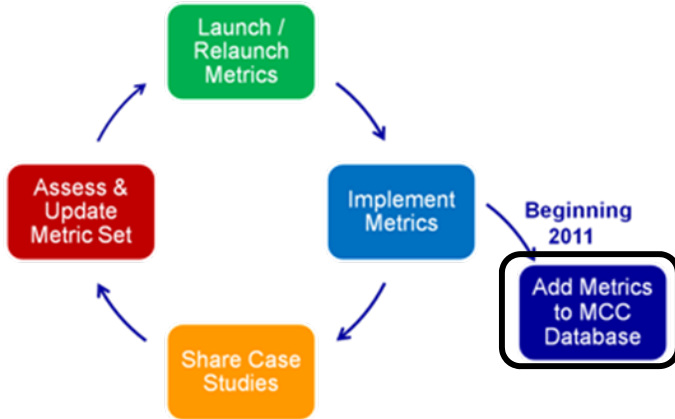 Launch /
Relaunch
Metrics
Assess &
Update
Metric Set
Implement
Metrics
Beginning
2011
Add Metrics
to MCC
Database
Share Case
Studies